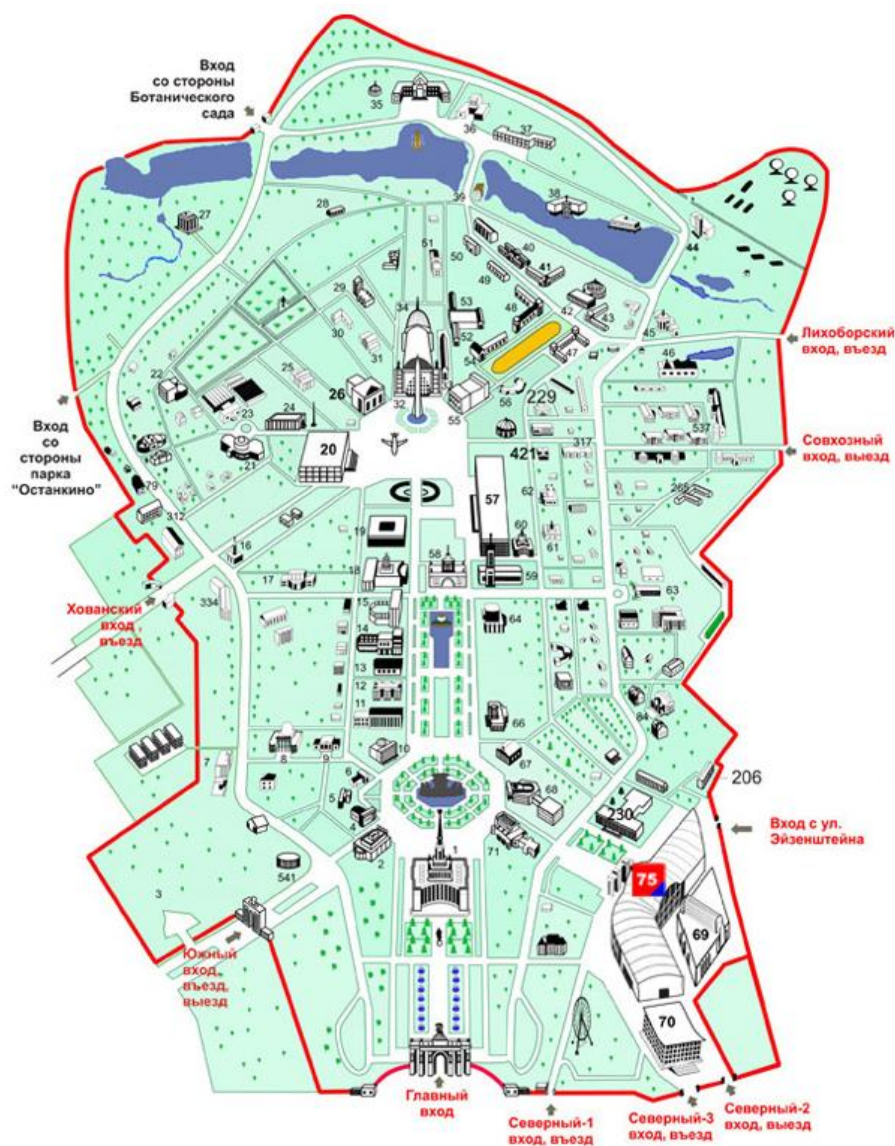 Вход
со стороны
Ботанического
сада
35
36
37
38
39
27
28
44
51
50
40
49
41
29
53
34
48
42
43
30
31
52
47
45
Лихоборский
вход, въезд
54
46
22
25
26
32
55
56
229
Вход
со
стороны
парка
"Останкино"
23
24
21
20
421
317
537
Совхозный
вход, выезд
79
57
62
265
312
16
19
60
61
58
17
18
59
63
Хованский
вход
въезд
334
15
64
14
13
12
11
66
84
10
67
7
8
9
206
6
68
5
4
230
Вход с ул.
Эйзенштейна
2
1
71
541
75
3
69
Южный
вход,
въезд,
выезд
70
Главный
вход
Северный-1
вход, въезд
Северный-3
вход, въезд
Северный-2
вход, выезд